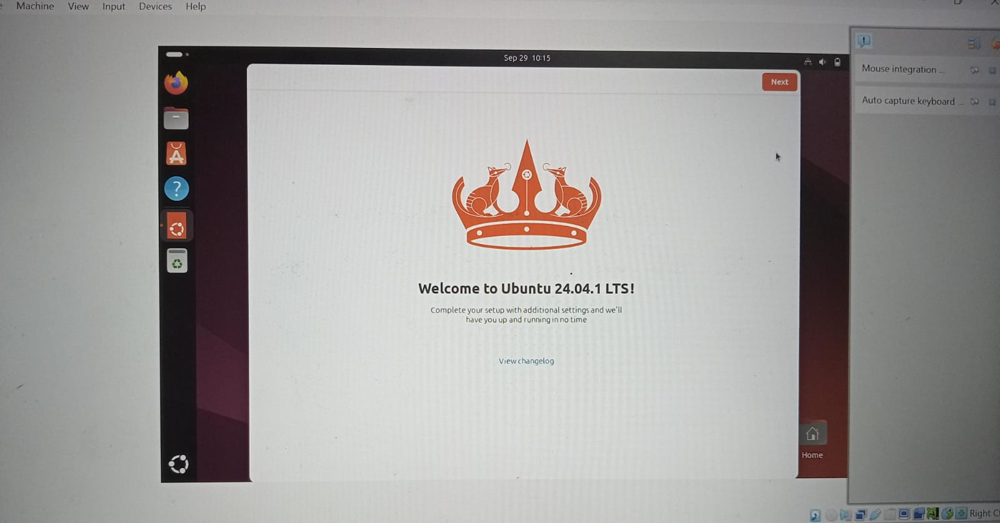 Machine View Input Devices Help
Sep 29 10:15
Next
Mouse integration ...
Auto capture keyboard ...
Welcome to Ubuntu 24.04.1 LTS!
Complete your setup with additional settings and we'll
have you up and running in no time
View changelog
Home
Right